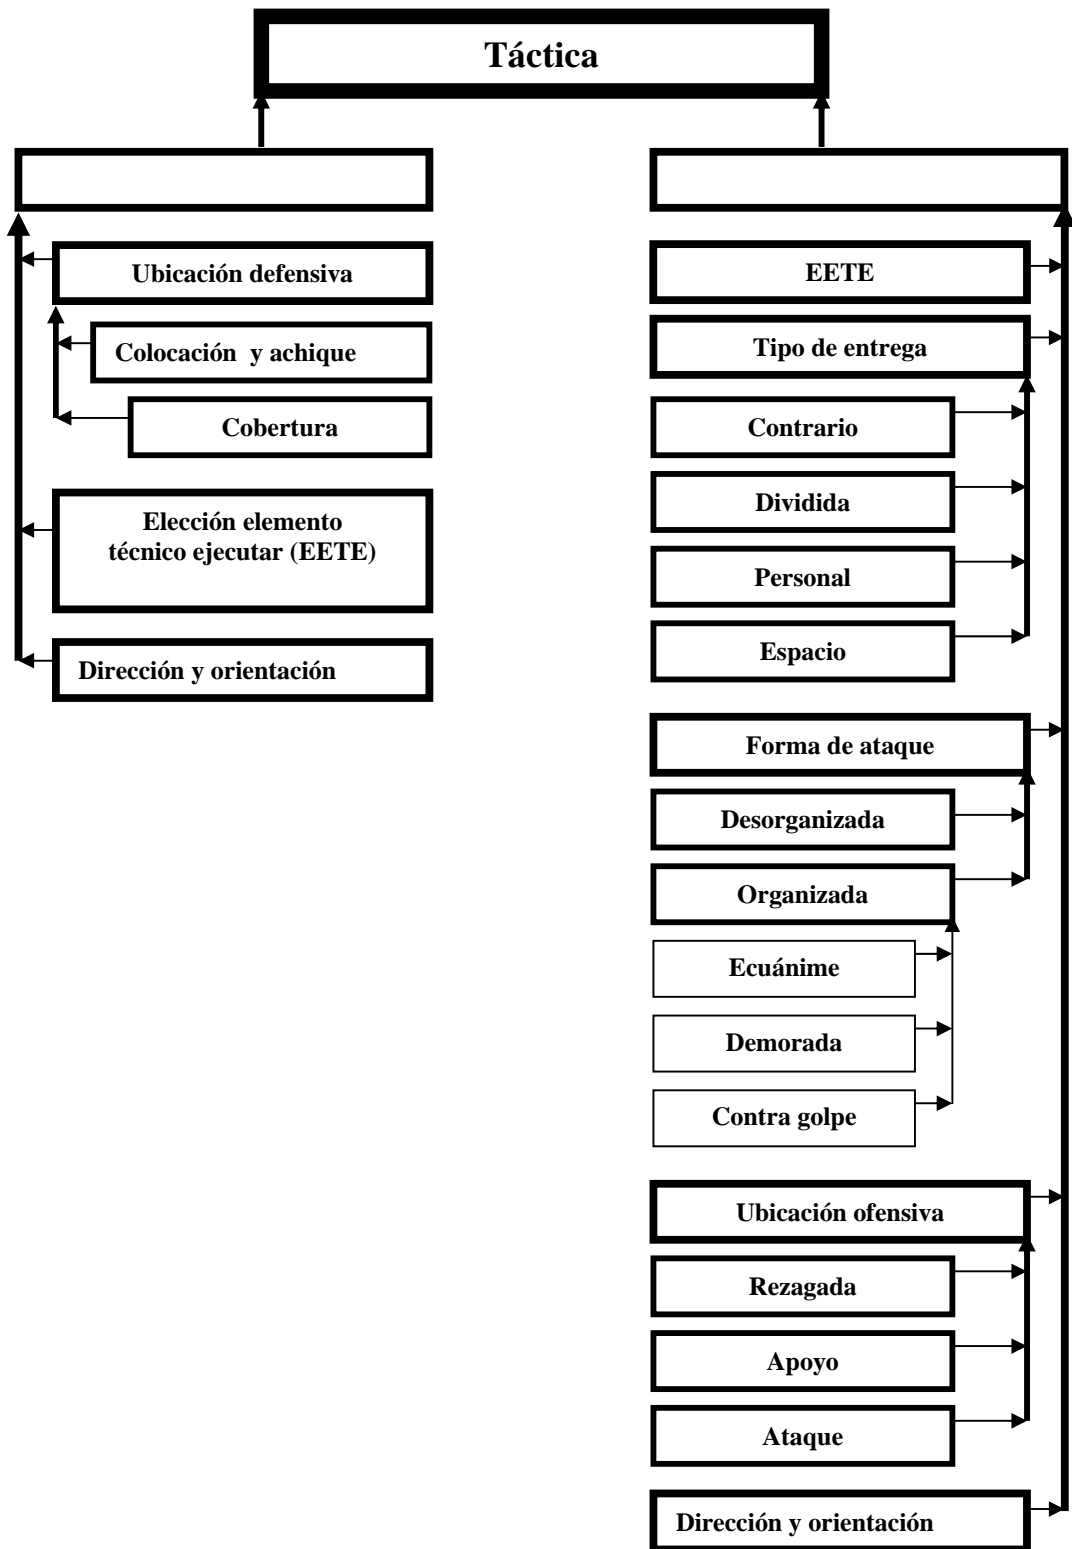 Táctica
Ubicación defensiva
Colocación y achique
Cobertura
Elección elemento
técnico ejecutar (EETE)
Dirección y orientación
EETE
Tipo de entrega
Contrario
Dividida
Personal
Espacio
Forma de ataque
Desorganizada
Organizada
Ecuánime
Demorada
Contra golpe
Ubicación ofensiva
Rezagada
Apoyo
Ataque
Dirección y orientación